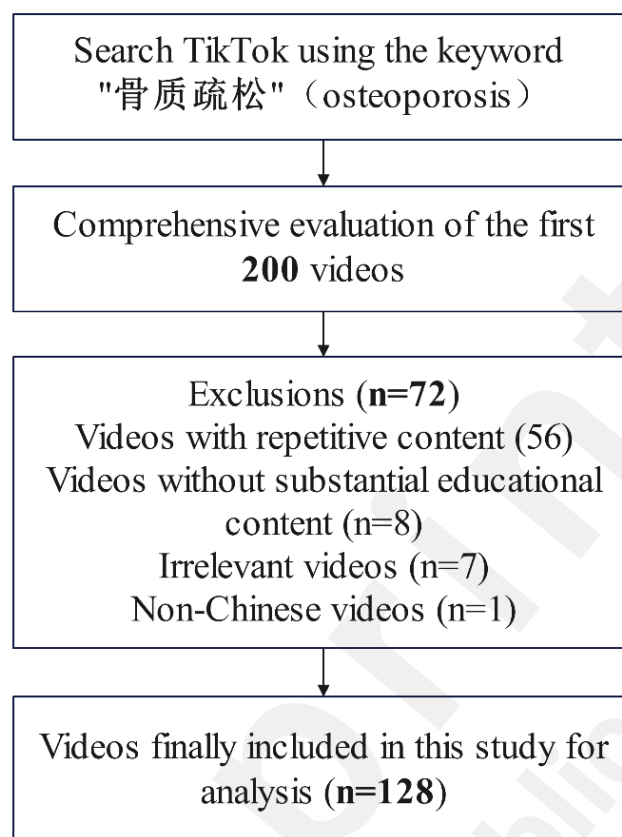 Search TikTok using the keyword
"骨质疏松"（osteoporosis）
Comprehensive evaluation of the first
200 videos
Exclusions (n=72)
Videos with repetitive content (56)
Videos without substantial educational
content (n=8)
Irrelevant videos (n=7)
Non-Chinese videos (n=1)
Videos finally included in this study for
analysis (n=128)